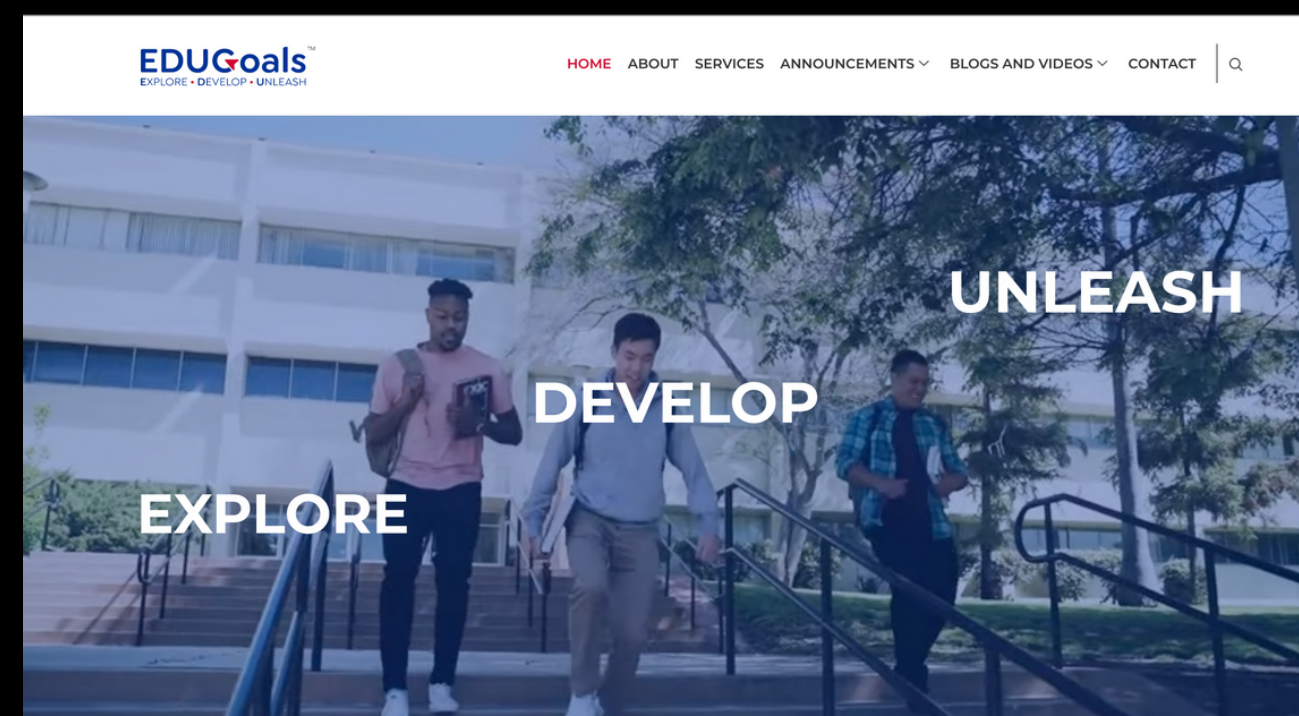 EDUGoals™
EXPLORE • DEVELOP • UNLEASH
HOME ABOUT SERVICES ANNOUNCEMENTS BLOGS AND VIDEOS CONTACT
UNLEASH
DEVELOP
EXPLORE